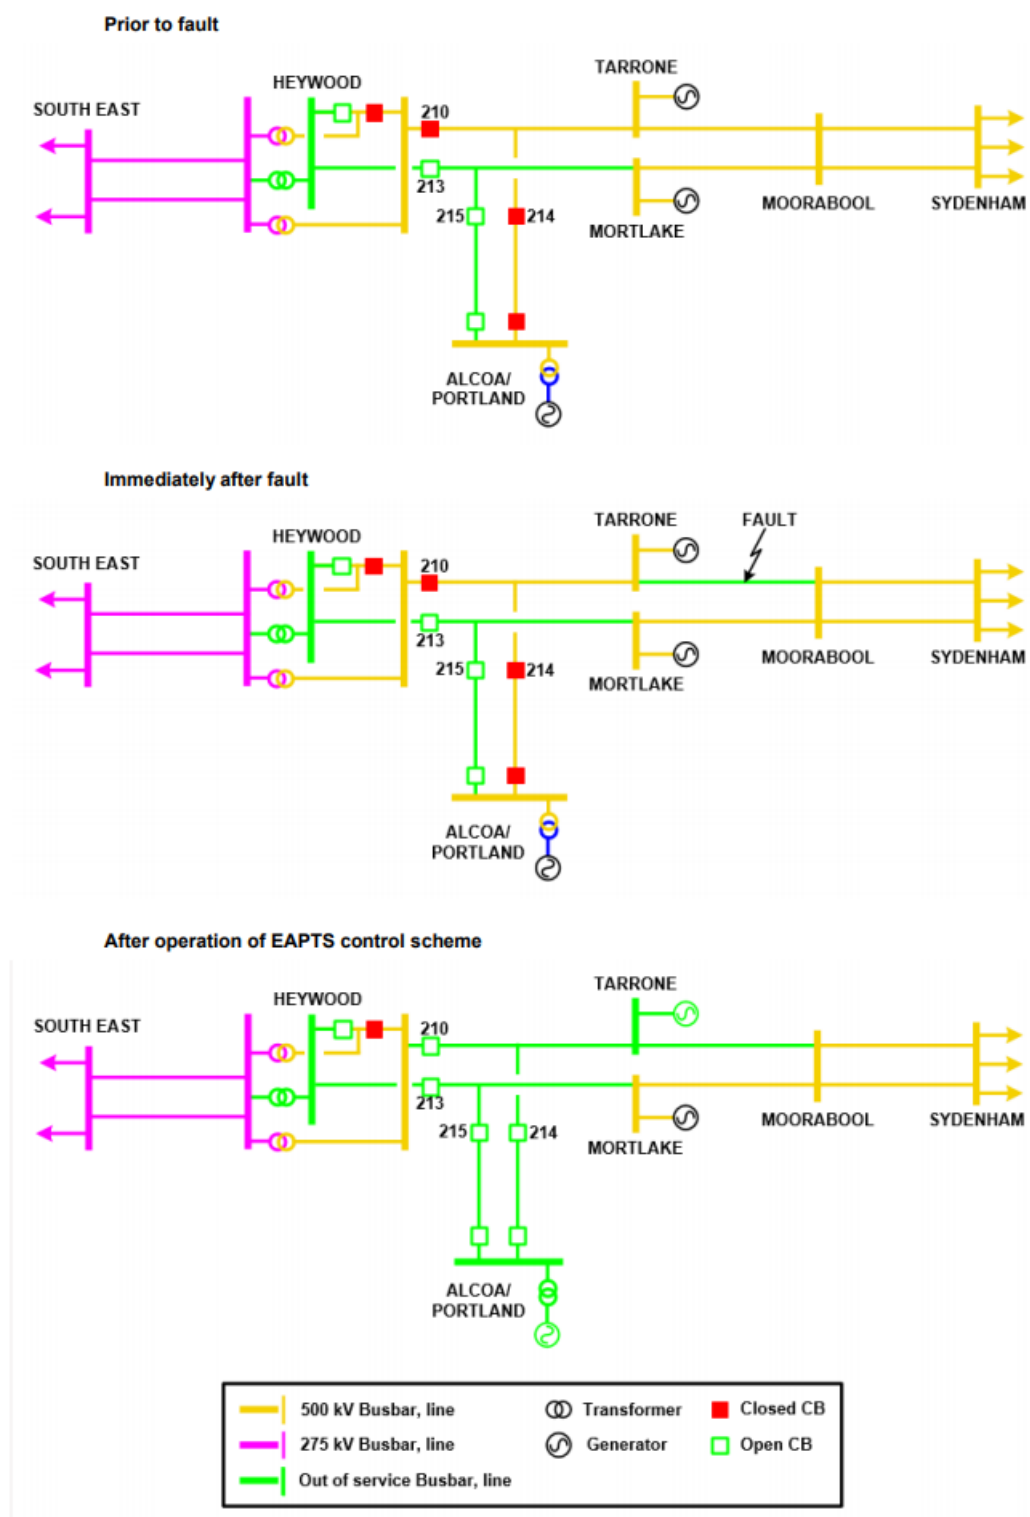 Prior to fault
TARRONE
HEYWOOD
SOUTH EAST
210
213
215
214
MORTLAKE
MOORABOOL
SYDENHAM
ALCOA/
PORTLAND
Immediately after fault
TARRONE
FAULT
HEYWOOD
SOUTH EAST
210
213
215
214
MORTLAKE
MOORABOOL
SYDENHAM
ALCOA/
PORTLAND
After operation of EAPTS control scheme
TARRONE
HEYWOOD
SOUTH EAST
210
213
215
214
MORTLAKE
MOORABOOL
SYDENHAM
ALCOA/
PORTLAND
500 kV Busbar, line
Transformer
Closed CB
275 kV Busbar, line
Generator
Open CB
Out of service Busbar, line